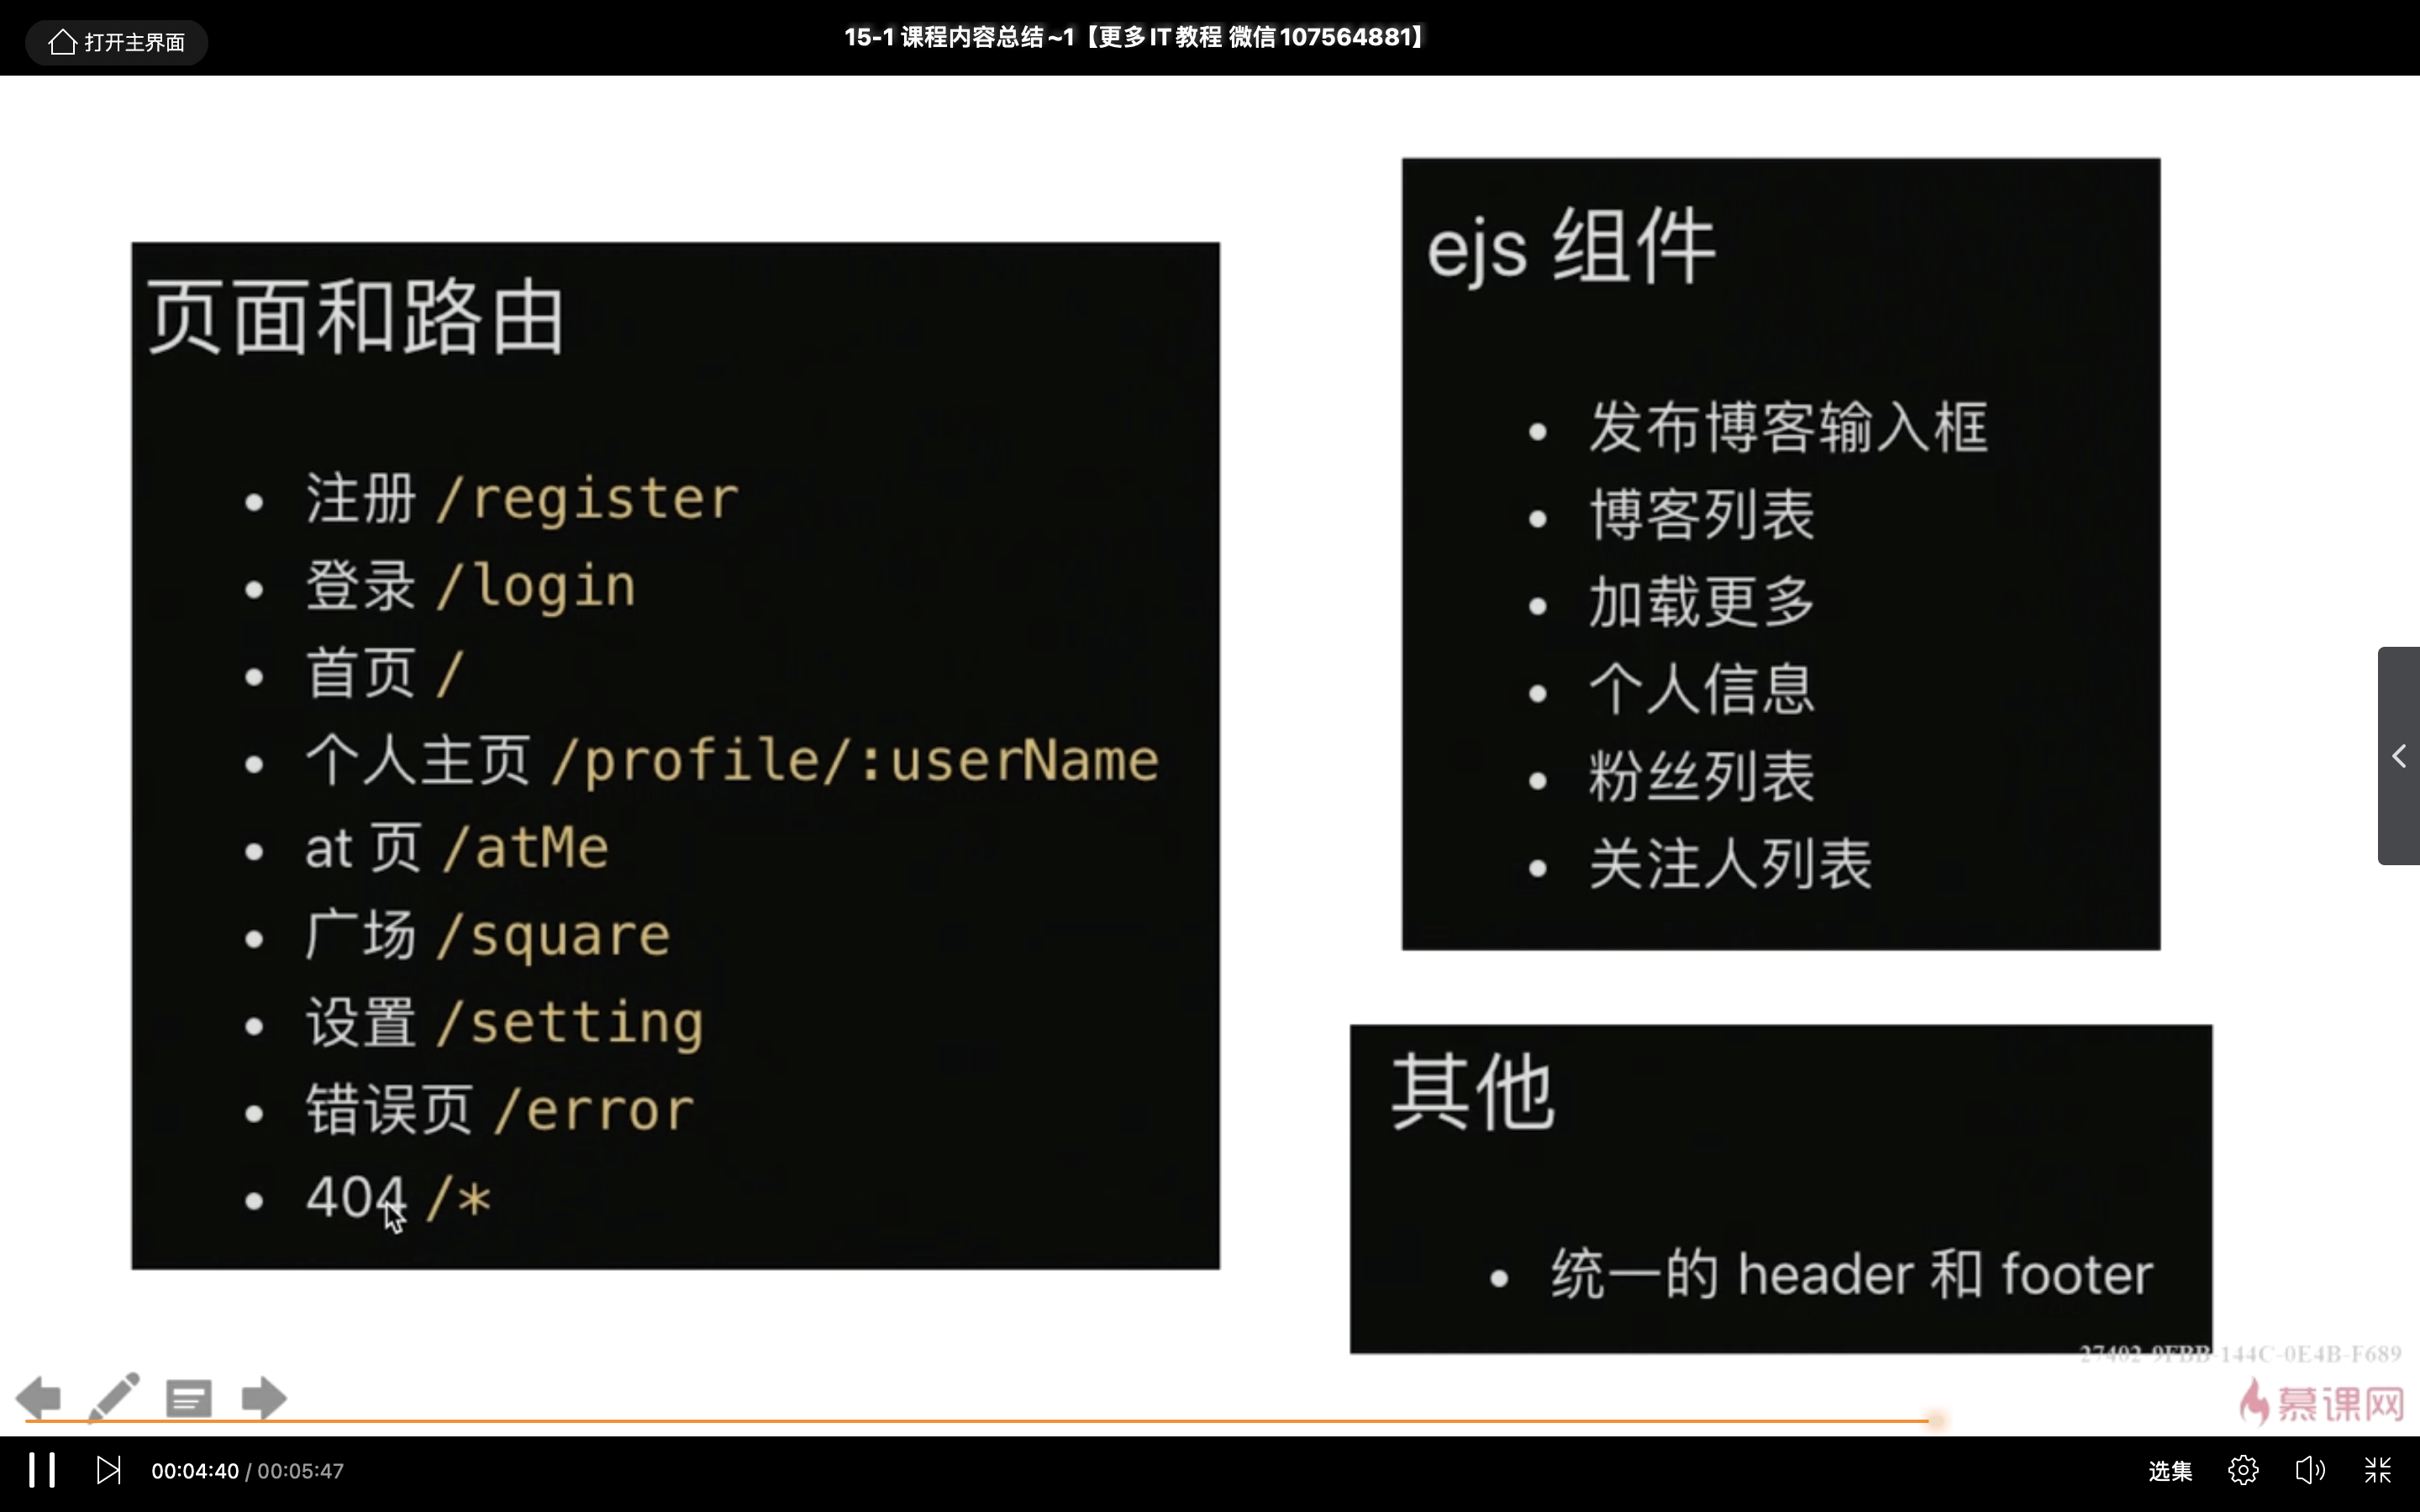 打开主界面
15-1 课程内容总结~1【更多IT教程 微信107564881】
页面和路由
注册 /register
登录 /login
首页 /
个人主页 /profile/:userName
at 页 /atMe
广场 /square
设置 /setting
错误页 /error
404 /*
ejs 组件
发布博客输入框
博客列表
加载更多
个人信息
粉丝列表
关注人列表
其他
统一的 header 和 footer
27402-9FBB-144C-0E4B-F689
慕课网
00:04:40 / 00:05:47
选集